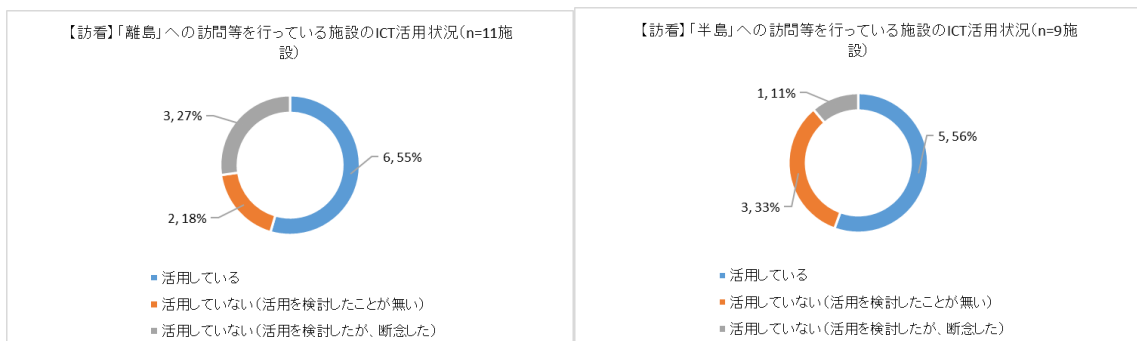 【訪看】「離島」への訪問等を行っている施設のICT活用状況(n=11施
設)
3, 27%
6, 55%
2, 18%
活用している
活用していない(活用を検討したことが無い)
活用していない(活用を検討したが、断念した)
【訪看】「半島」への訪問等を行っている施設のICT活用状況(n=9施
設)
1, 11%
5, 56%
3, 33%
活用している
活用していない(活用を検討したことが無い)
活用していない(活用を検討したが、断念した)